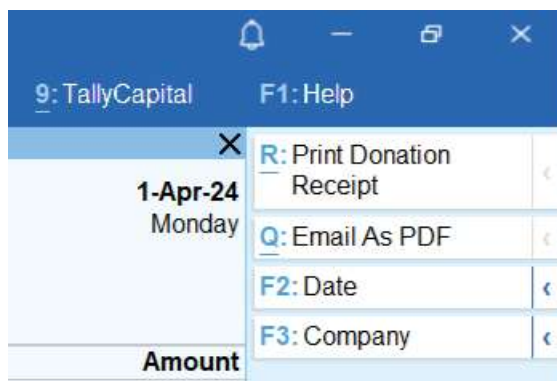 9: TallyCapital F1: Help
1-Apr-24
Monday
Amount
R: Print Donation
Receipt
Q: Email As PDF
F2: Date
F3: Company